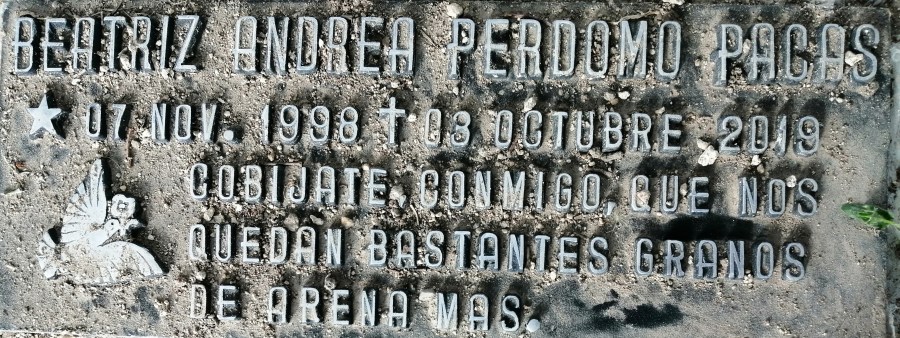 BEATRIZ ANDREA PERDOMO PACAS
07 NOV. 1998 ✝ 03 OCTUBRE 2019
COBIJATE, CONMIGO, QUE NOS
QUEDAN BASTANTES GRANOS
DE ARENA MAS.